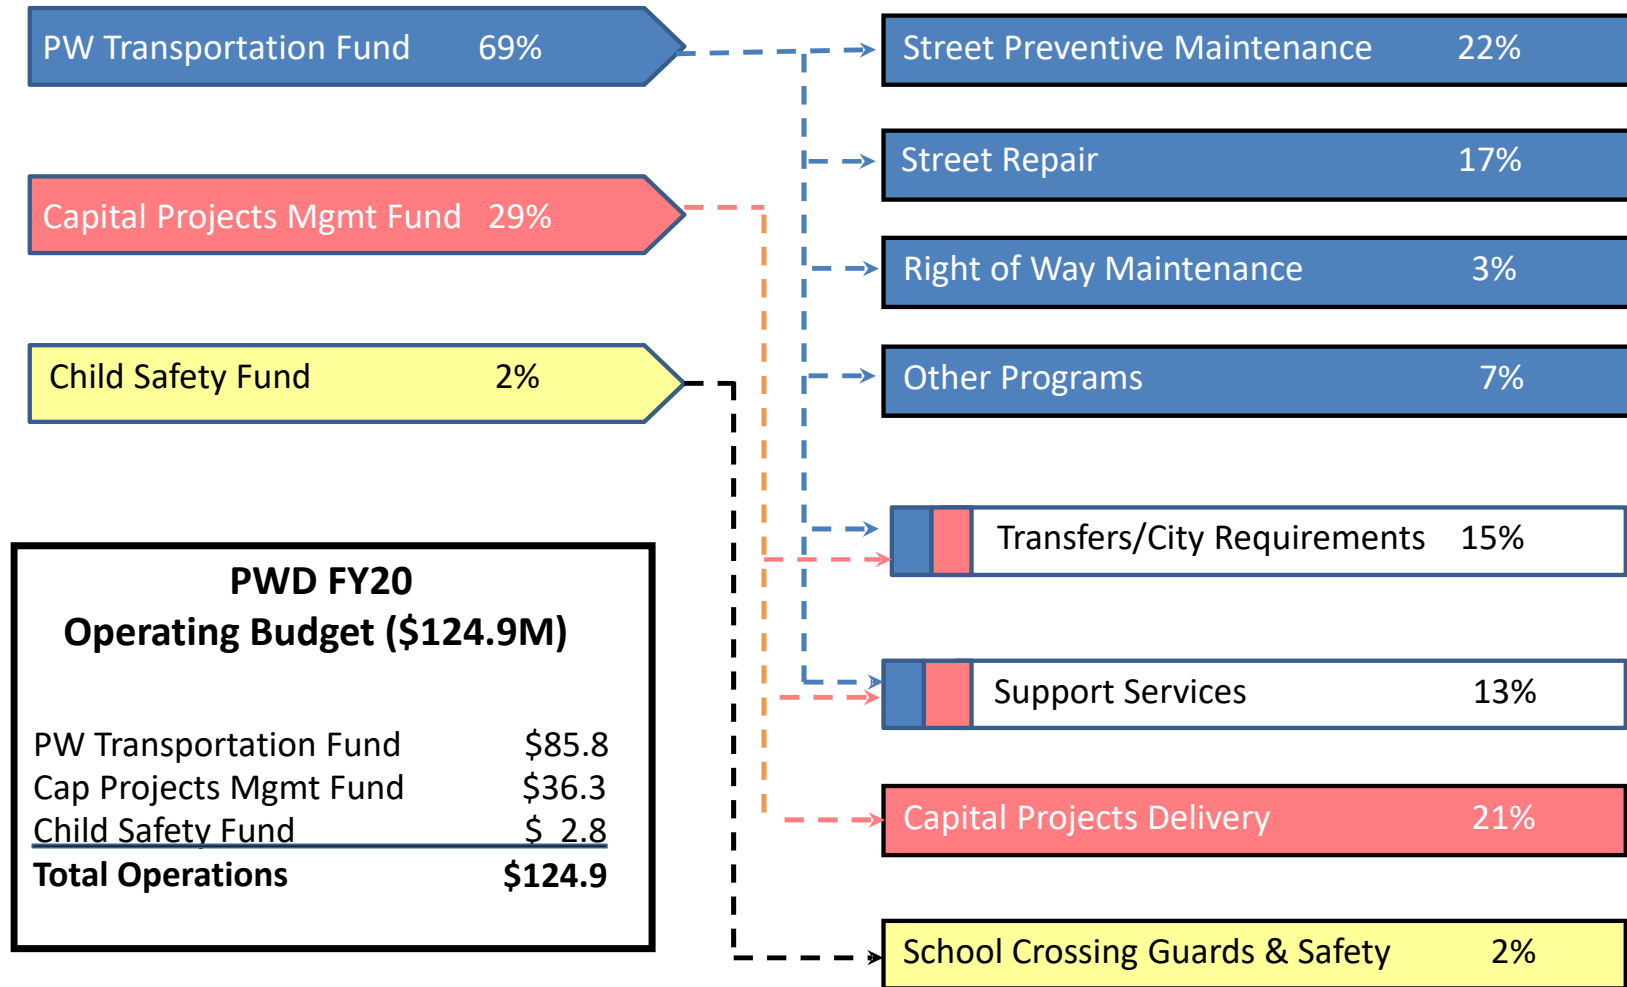 PW Transportation Fund 69%
Capital Projects Mgmt Fund 29%
Child Safety Fund 2%
PWD FY20
Operating Budget ($124.9M)
PW Transportation Fund $85.8
Cap Projects Mgmt Fund $36.3
Child Safety Fund $ 2.8
Total Operations $124.9
Street Preventive Maintenance 22%
Street Repair 17%
Right of Way Maintenance 3%
Other Programs 7%
Transfers/City Requirements 15%
Support Services 13%
Capital Projects Delivery 21%
School Crossing Guards & Safety 2%